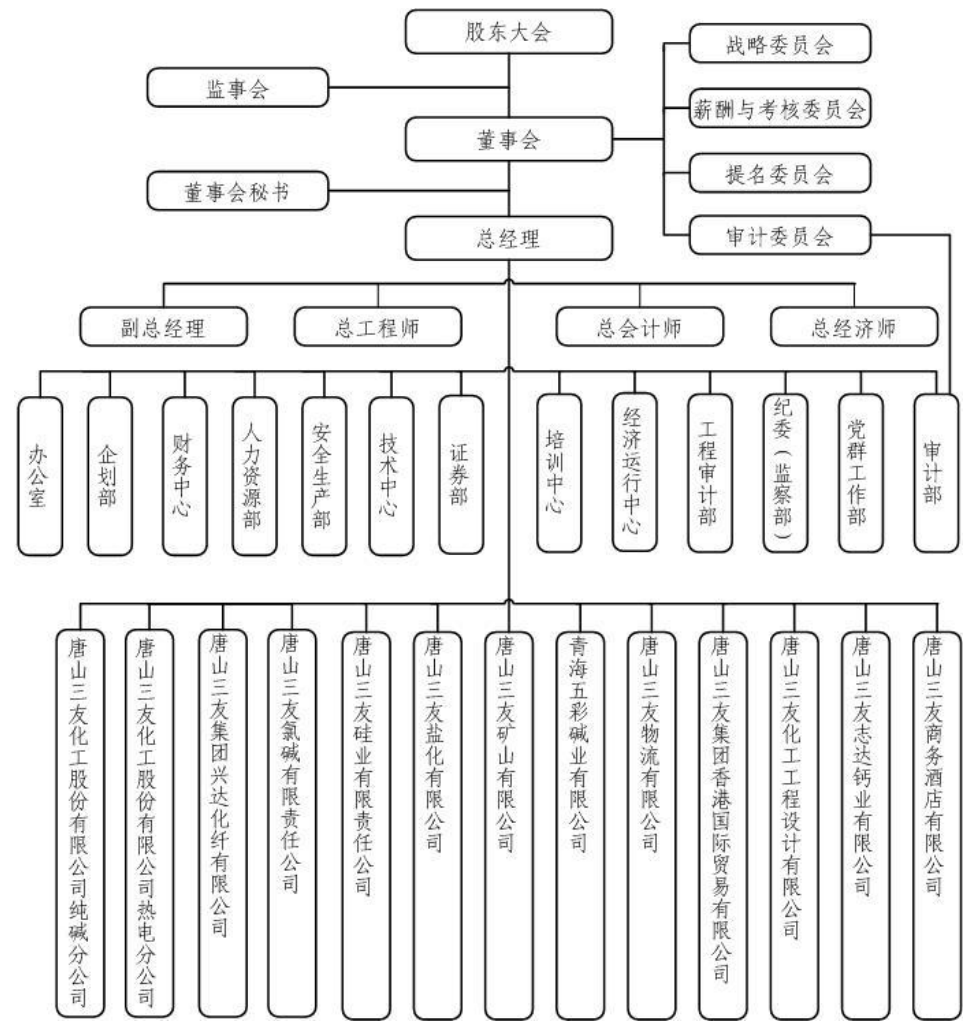 股东大会
战略委员会
监事会
薪酬与考核委员会
董事会
提名委员会
董事会秘书
总经理
审计委员会
副总经理
总工程师
总会计师
总经济师
办公室
企划部
财务中心
人力资源部
安全生产部
技术中心
证券部
培训中心
经济运行中心
工程审计部
纪委（监察部）
党群工作部
审计部
唐山三友化工股份有限公司纯碱分公司
唐山三友化工股份有限公司热电分公司
唐山三友集团兴达化纤有限公司
唐山三友氯碱有限责任公司
唐山三友硅业有限责任公司
唐山三友盐化有限公司
唐山三友矿山有限公司
青海五彩碱业有限公司
唐山三友物流有限公司
唐山三友集团香港国际贸易有限公司
唐山三友化工工程设计有限公司
唐山三友志达钙业有限公司
唐山三友商务酒店有限公司